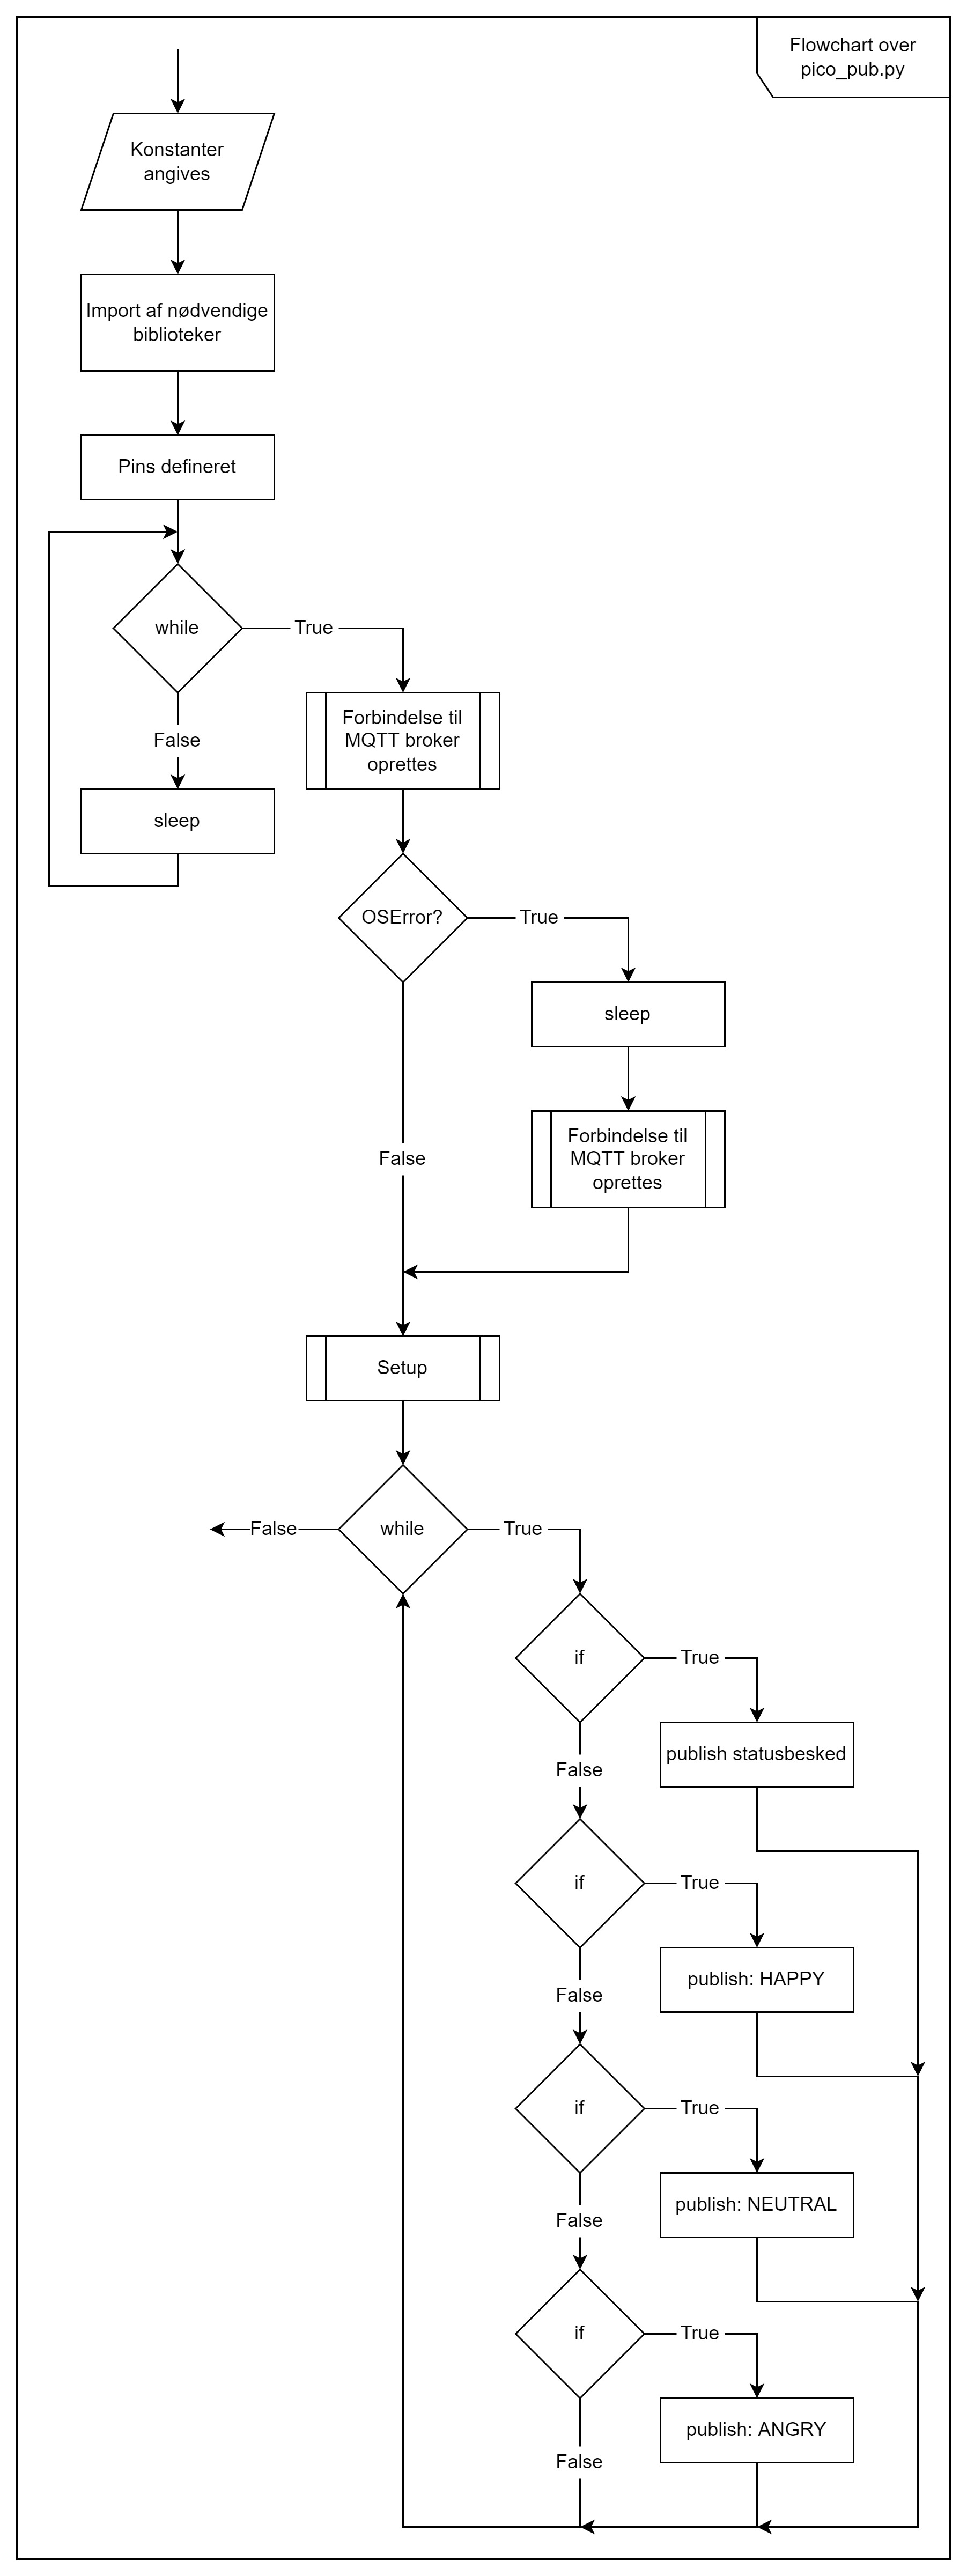 Flowchart over
pico_pub.py
Konstanter
angives
Import af nødvendige
biblioteker
Pins defineret
while
True
False
Forbindelse til
MQTT broker
oprettes
sleep
OSError?
True
sleep
False
Forbindelse til
MQTT broker
oprettes
Setup
False
while
True
if
True
publish statusbesked
False
if
True
publish: HAPPY
False
if
True
publish: NEUTRAL
False
if
True
publish: ANGRY
False